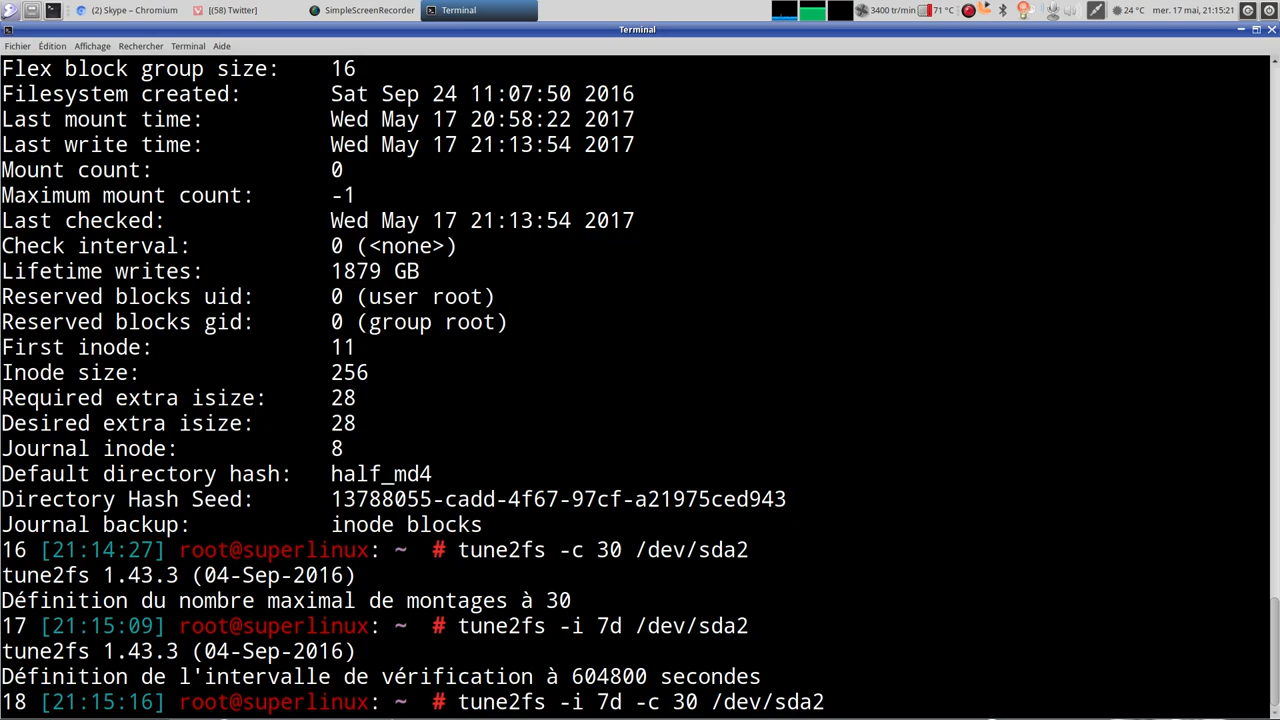 (2) Skype – Chromium
[(58) Twitter]
SimpleScreenRecorder
Terminal
3400 tr/min
71 °C
24 °C
mer. 17 mai, 21:15:21
Terminal
Fichier Édition Affichage Rechercher Terminal Aide
Flex block group size: 16
Filesystem created: Sat Sep 24 11:07:50 2016
Last mount time: Wed May 17 20:58:22 2017
Last write time: Wed May 17 21:13:54 2017
Mount count: 0
Maximum mount count: -1
Last checked: Wed May 17 21:13:54 2017
Check interval: 0 (<none>)
Lifetime writes: 1879 GB
Reserved blocks uid: 0 (user root)
Reserved blocks gid: 0 (group root)
First inode: 11
Inode size: 256
Required extra isize: 28
Desired extra isize: 28
Journal inode: 8
Default directory hash: half_md4
Directory Hash Seed: 13788055-cadd-4f67-97cf-a21975ced943
Journal backup: inode blocks
16 [21:14:27] root@superlinux: ~ # tune2fs -c 30 /dev/sda2
tune2fs 1.43.3 (04-Sep-2016)
Définition du nombre maximal de montages à 30
17 [21:15:09] root@superlinux: ~ # tune2fs -i 7d /dev/sda2
tune2fs 1.43.3 (04-Sep-2016)
Définition de l'intervalle de vérification à 604800 secondes
18 [21:15:16] root@superlinux: ~ # tune2fs -i 7d -c 30 /dev/sda2